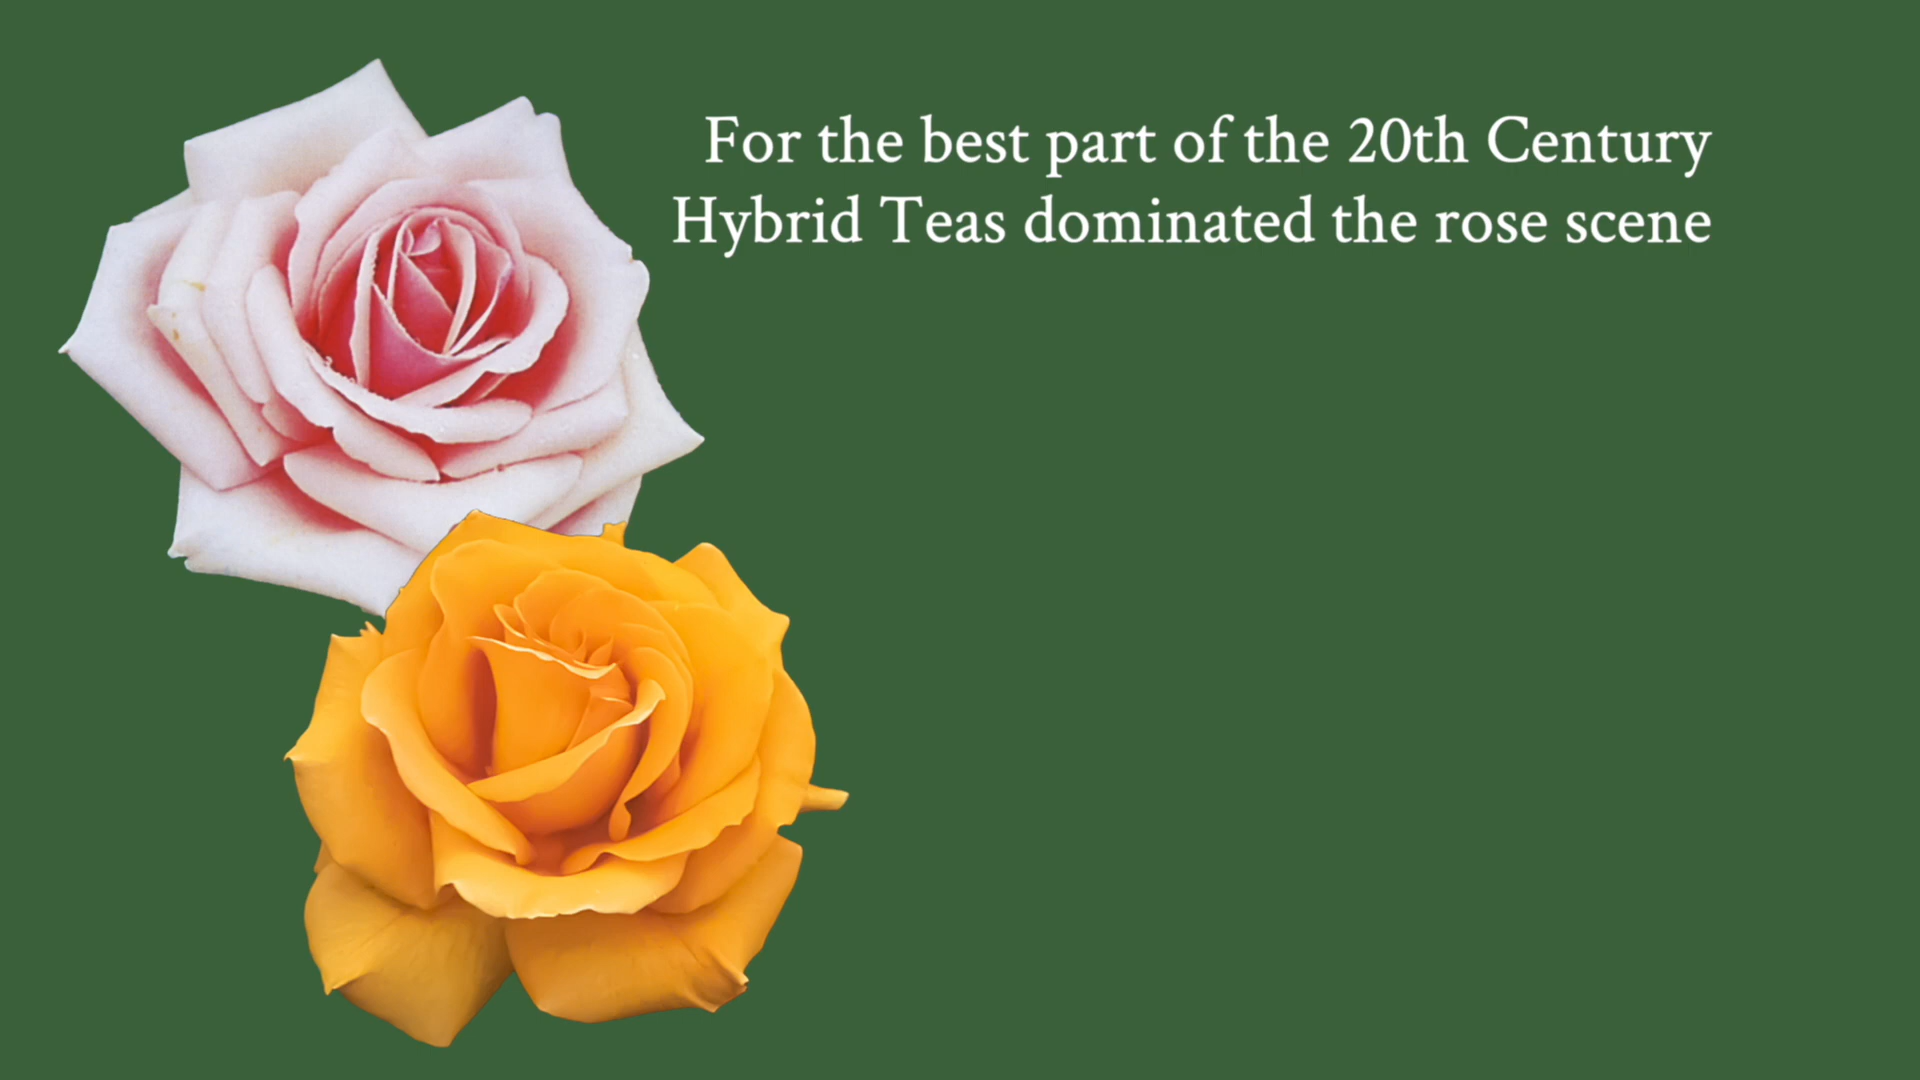 For the best part of the 20th Century
Hybrid Teas dominated the rose scene